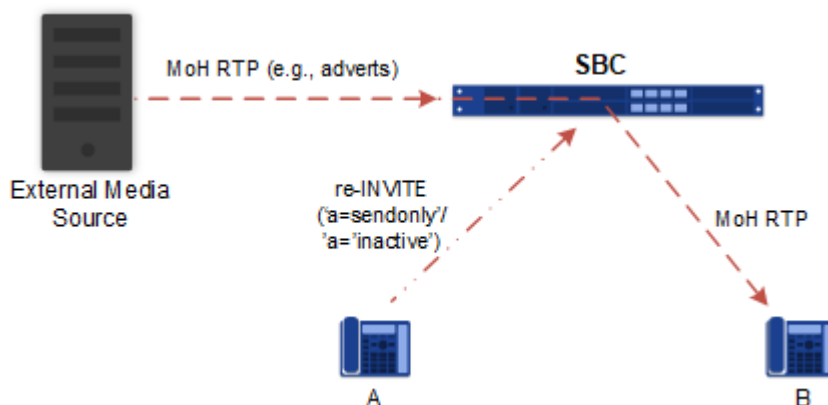 SBC
MoH RTP (e.g., adverts)
External Media
Source
re-INVITE
('a=sendonly'/
'a='inactive')
MoH RTP
A
B